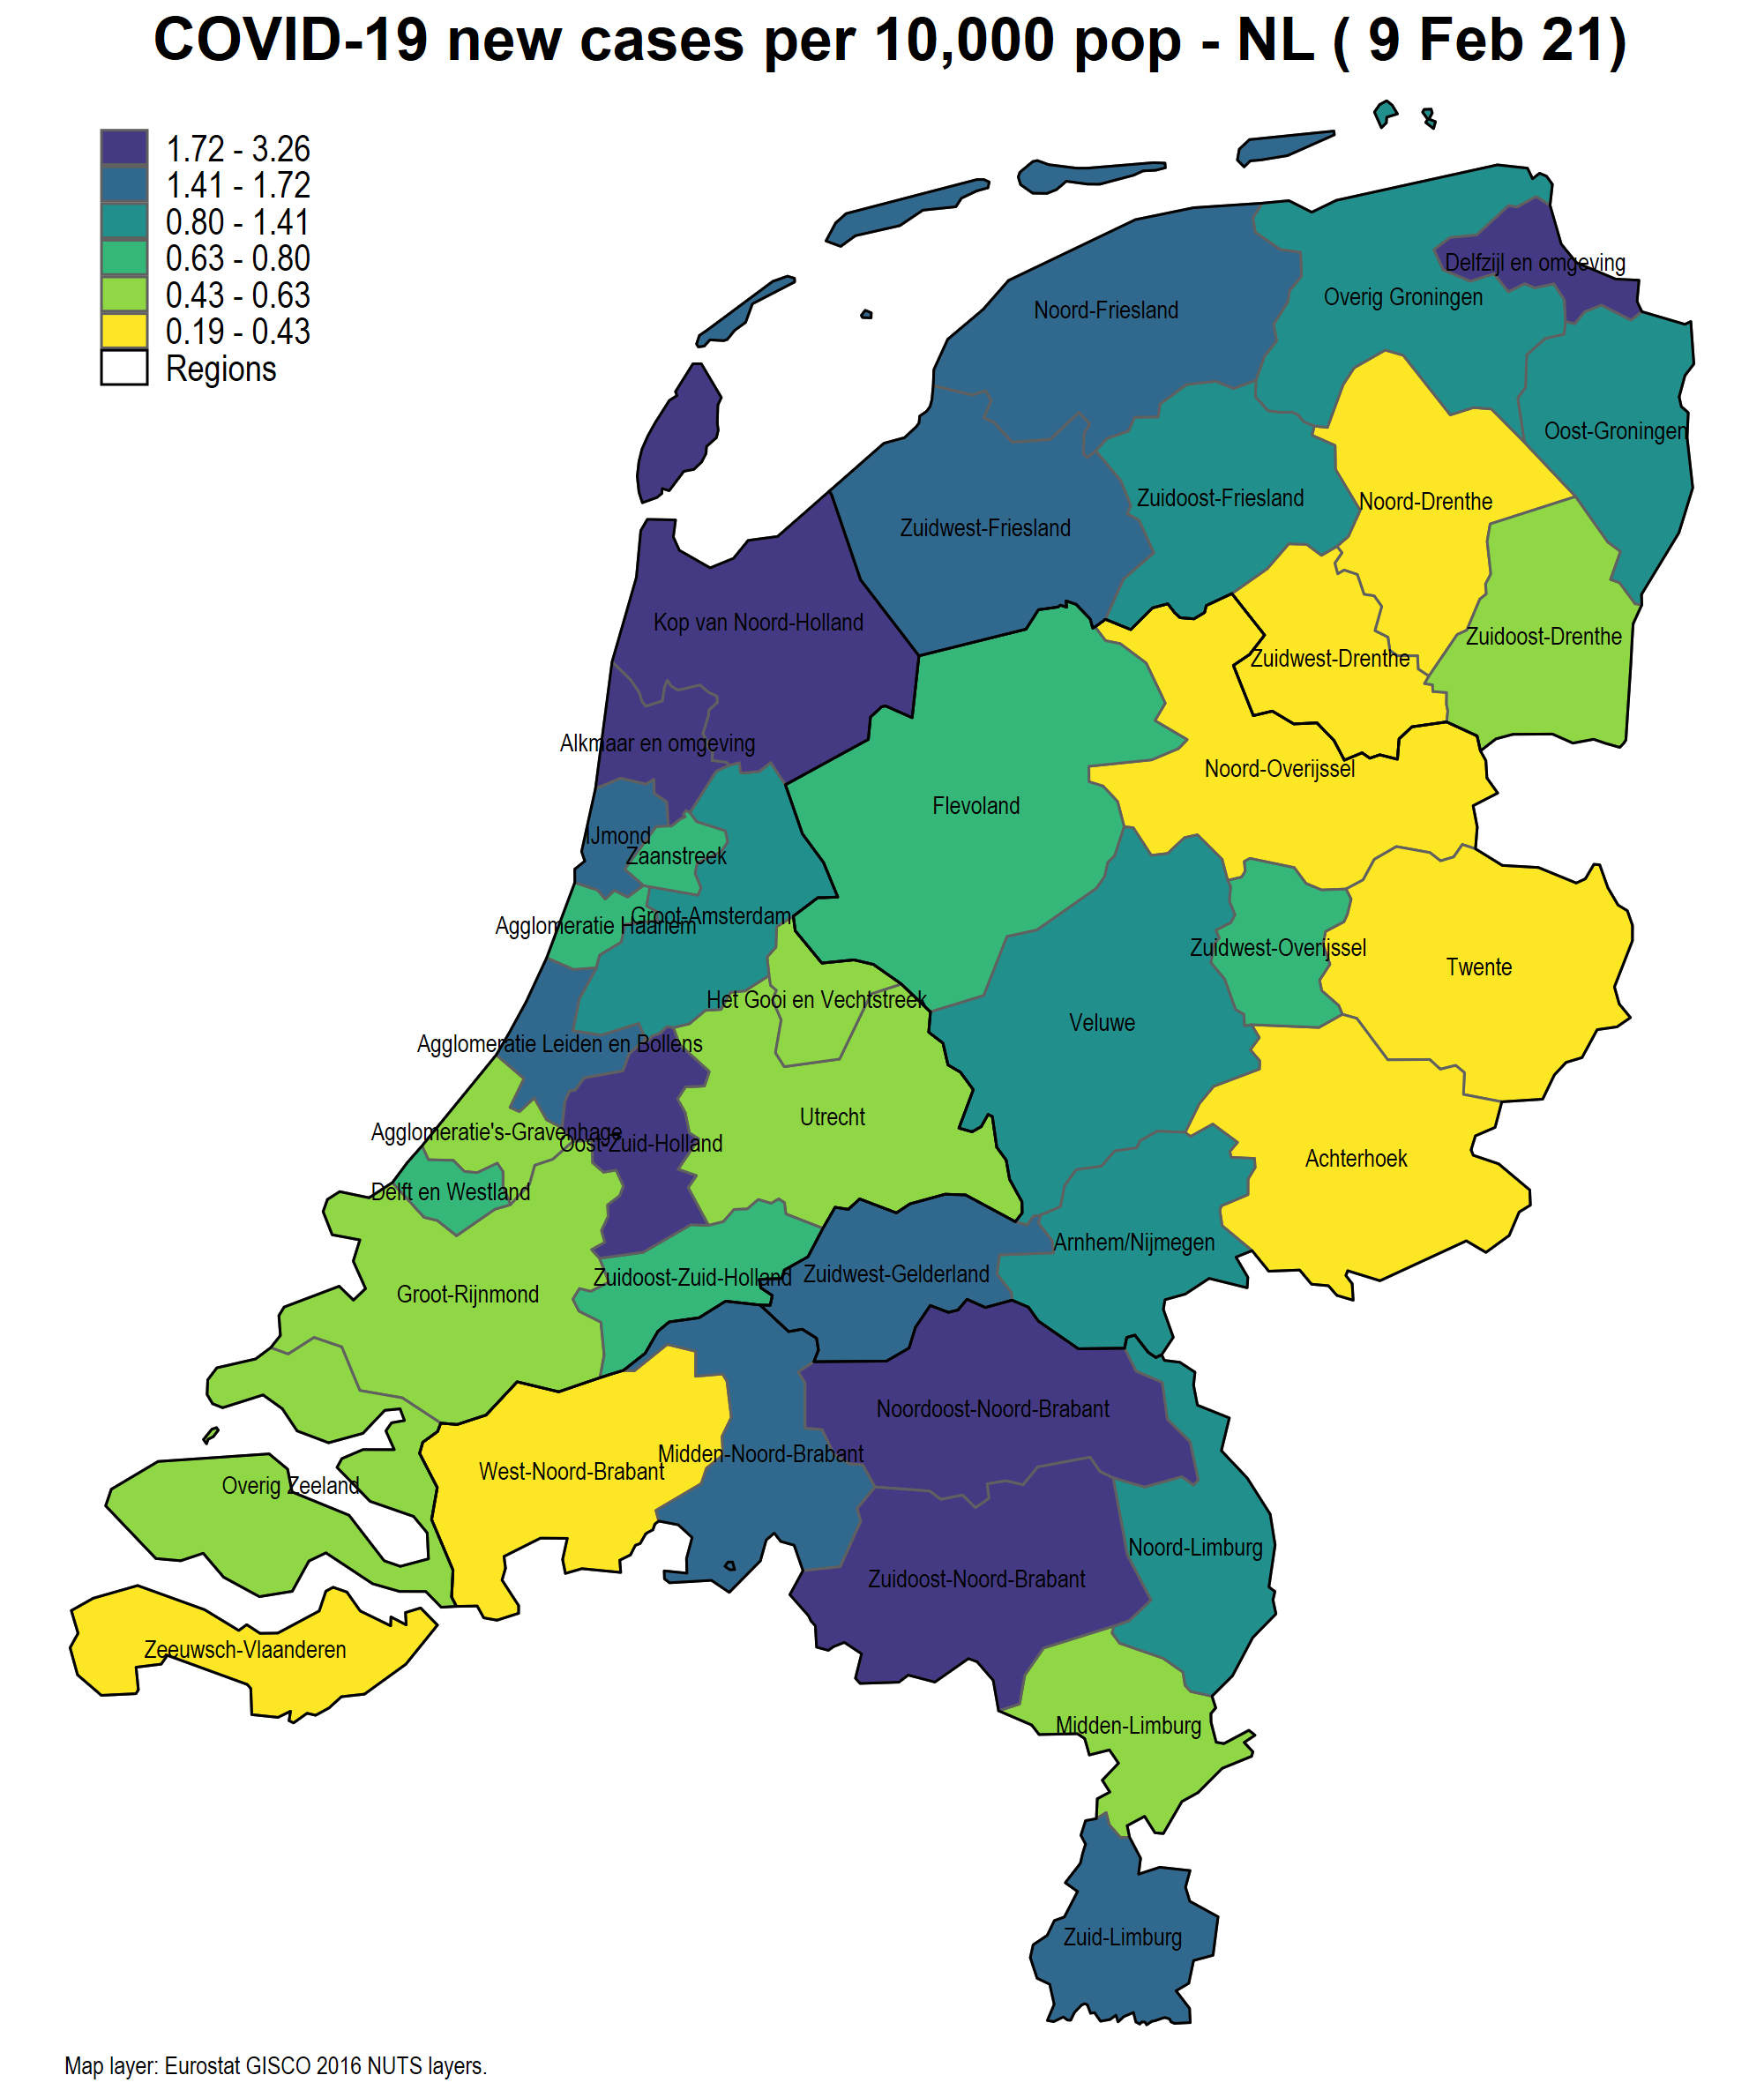 COVID-19 new cases per 10,000 pop - NL ( 9 Feb 21)
1.72 - 3.26
1.41 - 1.72
0.80 - 1.41
0.63 - 0.80
0.43 - 0.63
0.19 - 0.43
Regions
Delfzijl en omgeving
Overig Groningen
Noord-Friesland
Oost-Groningen
Zuidoost-Friesland
Noord-Drenthe
Zuidwest-Friesland
Kop van Noord-Holland
Zuidoost-Drenthe
Zuidwest-Drenthe
Alkmaar en omgeving
Noord-Overijssel
Flevoland
IJmond
Zaanstreek
Groot-Amsterdam
Agglomeratie Haarlem
Zuidwest-Overijssel
Twente
Het Gooi en Vechtstreek
Veluwe
Agglomeratie Leiden en Bollens
Utrecht
Agglomeratie's-Gravenhage
Oost-Zuid-Holland
Achterhoek
Delft en Westland
Arnhem/Nijmegen
Zuidoost-Zuid-Holland
Zuidwest-Gelderland
Groot-Rijnmond
Noordoost-Noord-Brabant
Midden-Noord-Brabant
West-Noord-Brabant
Overig Zeeland
Noord-Limburg
Zuidoost-Noord-Brabant
Zeeuwsch-Vlaanderen
Midden-Limburg
Zuid-Limburg
Map layer: Eurostat GISCO 2016 NUTS layers.